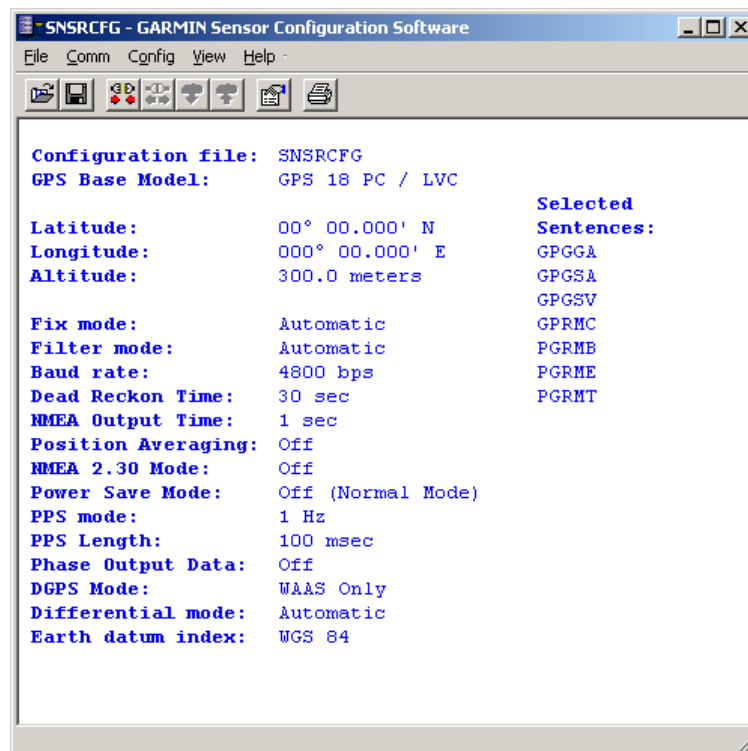 SNSRCFG - GARMIN Sensor Configuration Software
File Comm Config View Help
Configuration file: SNSRCFG
GPS Base Model: GPS 18 PC / LVC
Selected
Latitude: 00° 00.000' N Sentences:
Longitude: 000° 00.000' E GPGGA
Altitude: 300.0 meters GPGSA
GPGSV
Fix mode: Automatic GPRMC
Filter mode: Automatic PGRMB
Baud rate: 4800 bps PGRME
Dead Reckon Time: 30 sec PGRMT
NMEA Output Time: 1 sec
Position Averaging: Off
NMEA 2.30 Mode: Off
Power Save Mode: Off (Normal Mode)
PPS mode: 1 Hz
PPS Length: 100 msec
Phase Output Data: Off
DGPS Mode: WAAS Only
Differential mode: Automatic
Earth datum index: WGS 84